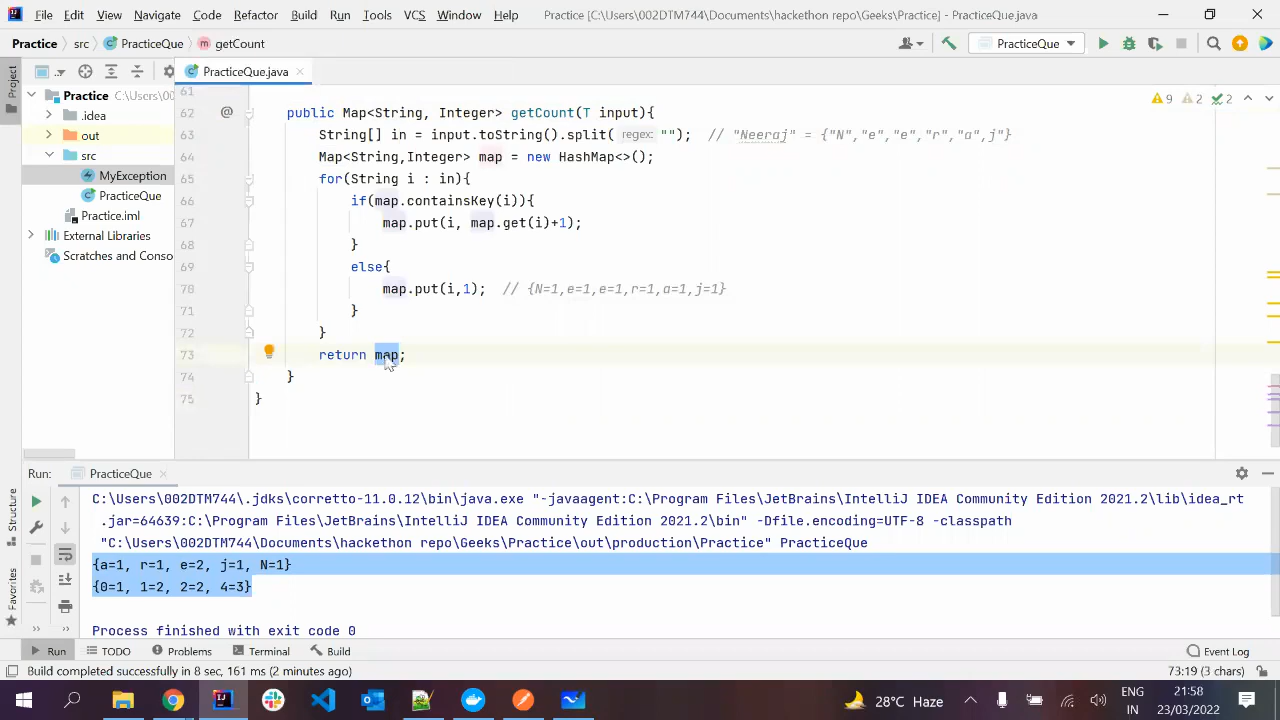 File Edit View Navigate Code Refactor Build Run Tools VCS Window Help Practice [C:\Users\002DTM744\Documents\hackethon repo\Geeks\Practice] - PracticeQue.java
Practice src PracticeQue getCount PracticeQue
Project PracticeQue.java
Practice C:\Users\00
.idea
out
src
MyException
PracticeQue
Practice.iml
External Libraries
Scratches and Conso
9 2 2
61
62 @ public Map<String, Integer> getCount(T input){
63 String[] in = input.toString().split( regex: ""); // "Neeraj" = {"N","e","e","r","a","j"}
64 Map<String,Integer> map = new HashMap<>();
65 for(String i : in){
66 if(map.containsKey(i)){
67 map.put(i, map.get(i)+1);
68 }
69 else{
70 map.put(i,1); // {N=1,e=1,e=1,r=1,a=1,j=1}
71 }
72 }
73 return map;
74 }
75 }
Structure
Favorites
Run: PracticeQue
C:\Users\002DTM744\.jdks\corretto-11.0.12\bin\java.exe "-javaagent:C:\Program Files\JetBrains\IntelliJ IDEA Community Edition 2021.2\lib\idea_rt
.jar=64639:C:\Program Files\JetBrains\IntelliJ IDEA Community Edition 2021.2\bin" -Dfile.encoding=UTF-8 -classpath
"C:\Users\002DTM744\Documents\hackethon repo\Geeks\Practice\out\production\Practice" PracticeQue
{a=1, r=1, e=2, j=1, N=1}
{0=1, 1=2, 2=2, 4=3}
Process finished with exit code 0
Run TODO Problems Terminal Build Event Log
Build completed successfully in 8 sec, 161 ms (2 minutes ago) 73:19 (3 chars)
28°C Haze ENG 21:58
IN 23/03/2022